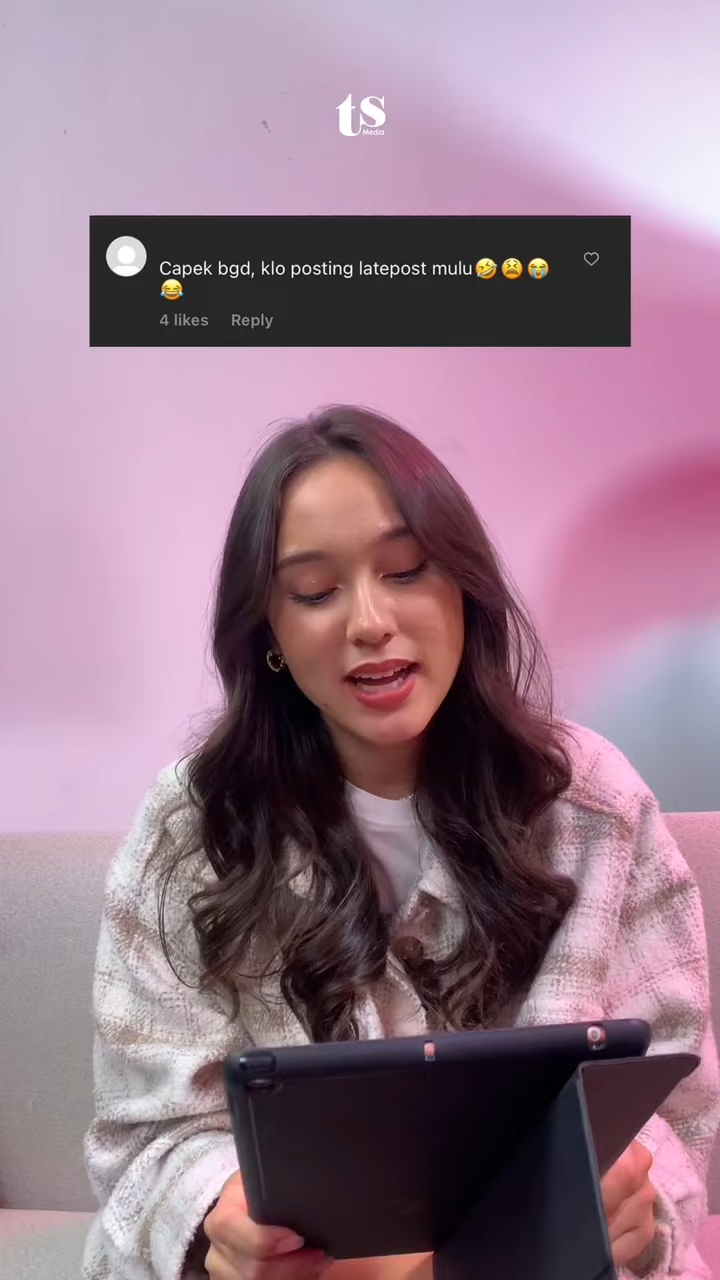 ts
Media
Capek bgd, klo posting latepost mulu🤣😫😭
😂
4 likes Reply